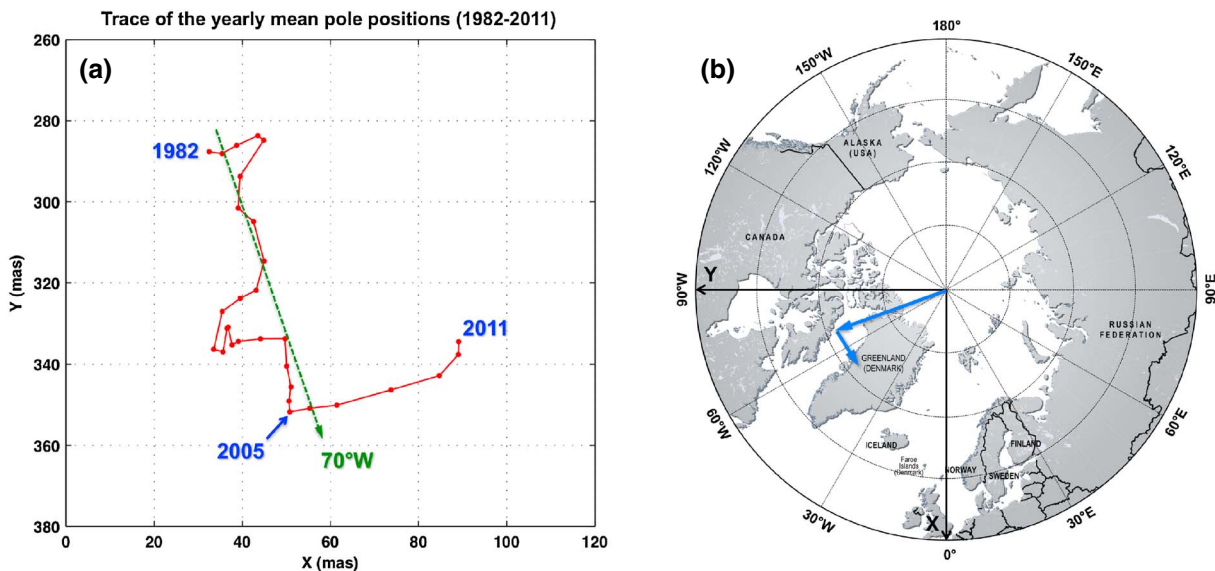 Trace of the yearly mean pole positions (1982-2011)
(a)
260
280
300
320
340
360
380
Y (mas)
0
20
40
60
80
100
120
X (mas)
1982
2011
2005
70°W
(b)
180°
150°W
150°E
120°W
120°E
90°W
90°E
60°W
60°E
30°W
30°E
0°
ALASKA
(USA)
CANADA
Y
RUSSIAN
FEDERATION
GREENLAND
(DENMARK)
ICELAND
Faroe
Islands
(Denmark)
NORWAY
FINLAND
SWEDEN
X